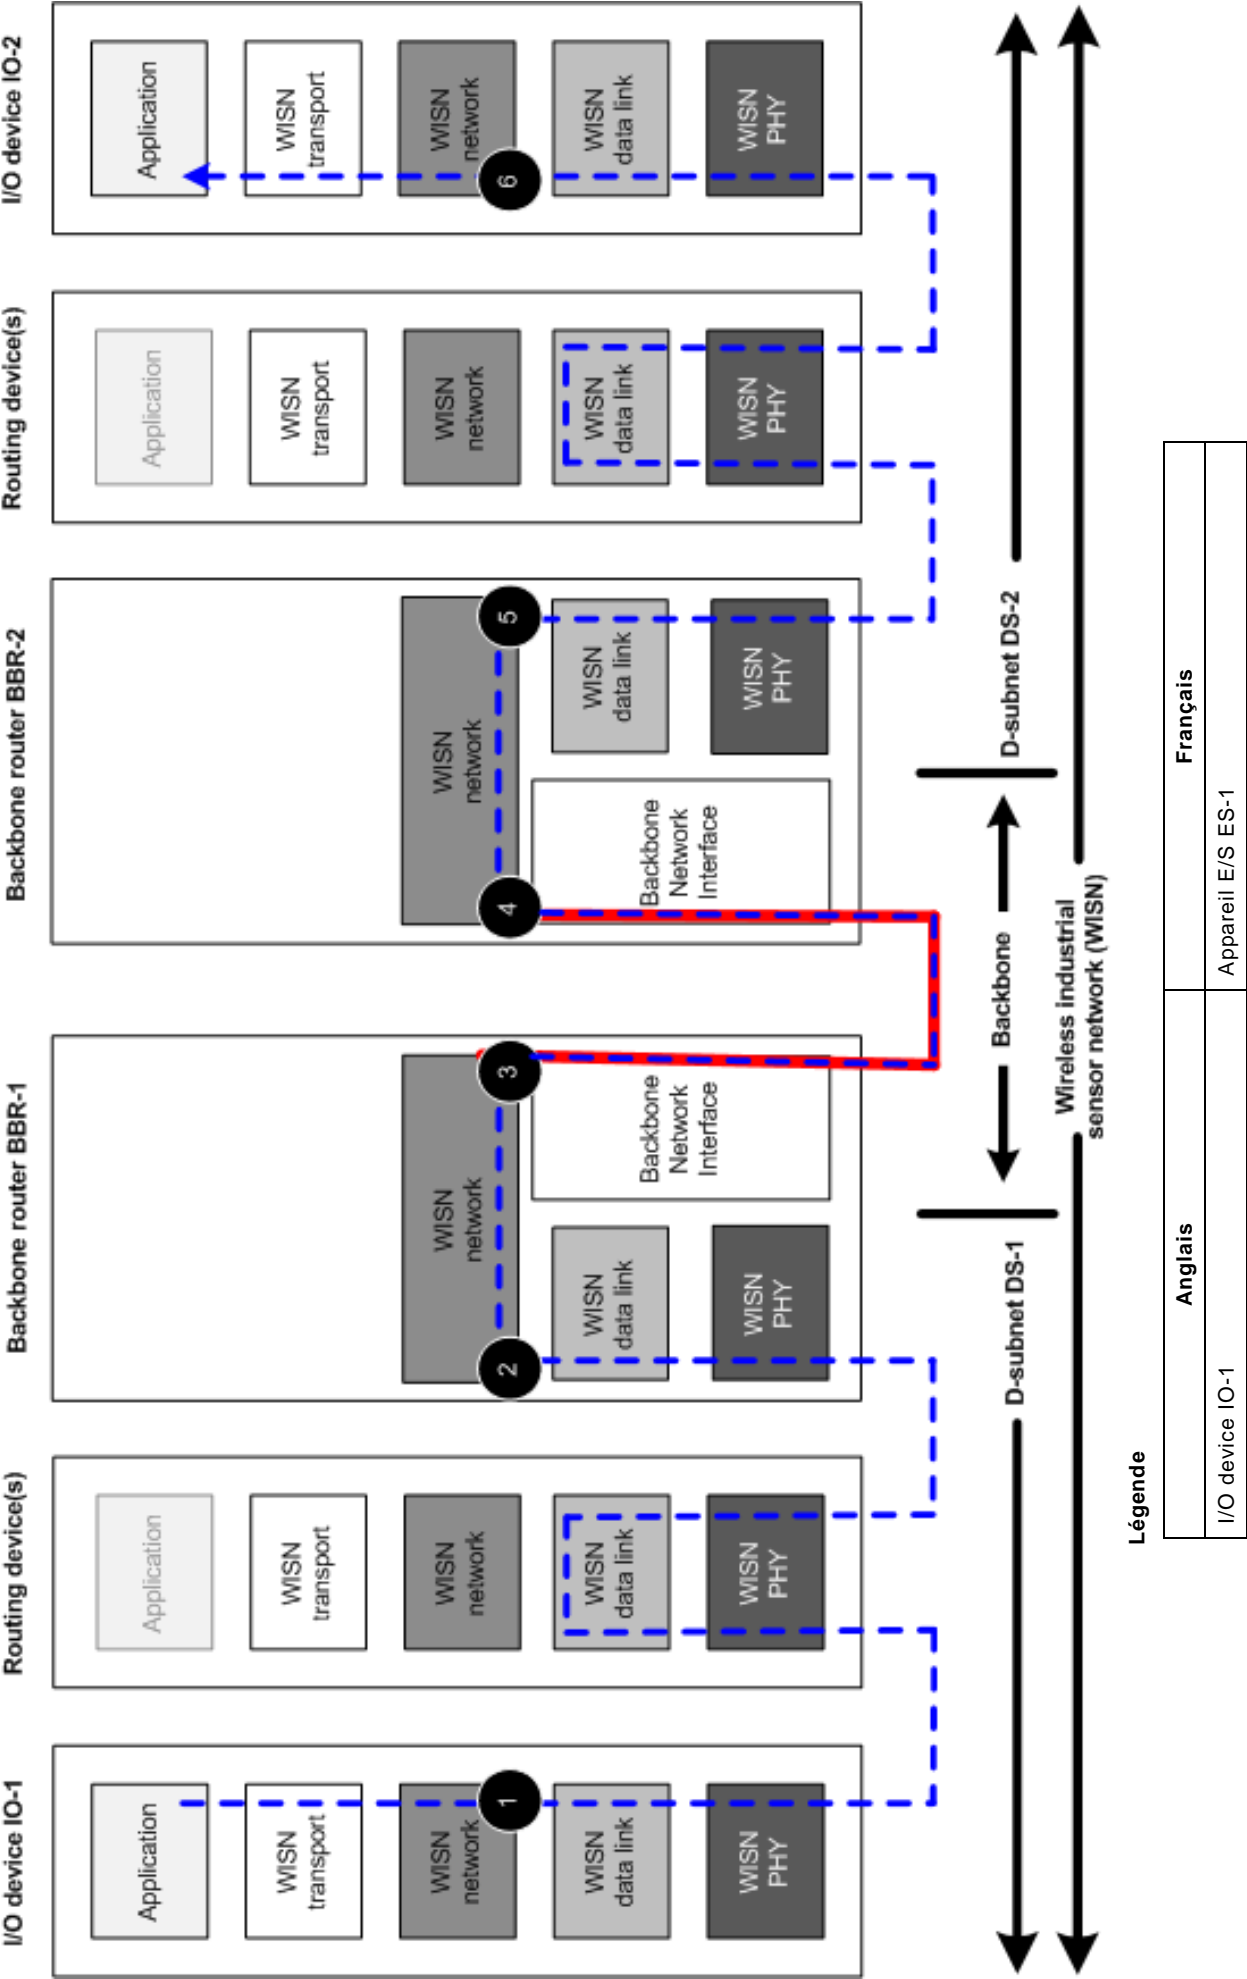 I/O device IO-1
Application
WISN
transport
WISN
network
1
WISN
data link
WISN
PHY
Routing device(s)
Application
WISN
transport
WISN
network
WISN
data link
WISN
PHY
Backbone router BBR-1
WISN
network
2
3
WISN
data link
WISN
PHY
Backbone
Network
Interface
Backbone router BBR-2
WISN
network
4
5
Backbone
Network
Interface
WISN
data link
WISN
PHY
Routing device(s)
Application
WISN
transport
WISN
network
WISN
data link
WISN
PHY
I/O device IO-2
Application
WISN
transport
WISN
network
6
WISN
data link
WISN
PHY
D-subnet DS-1
Backbone
D-subnet DS-2
Wireless industrial
sensor network (WISN)
Légende
Anglais
Français
I/O device IO-1
Appareil E/S ES-1